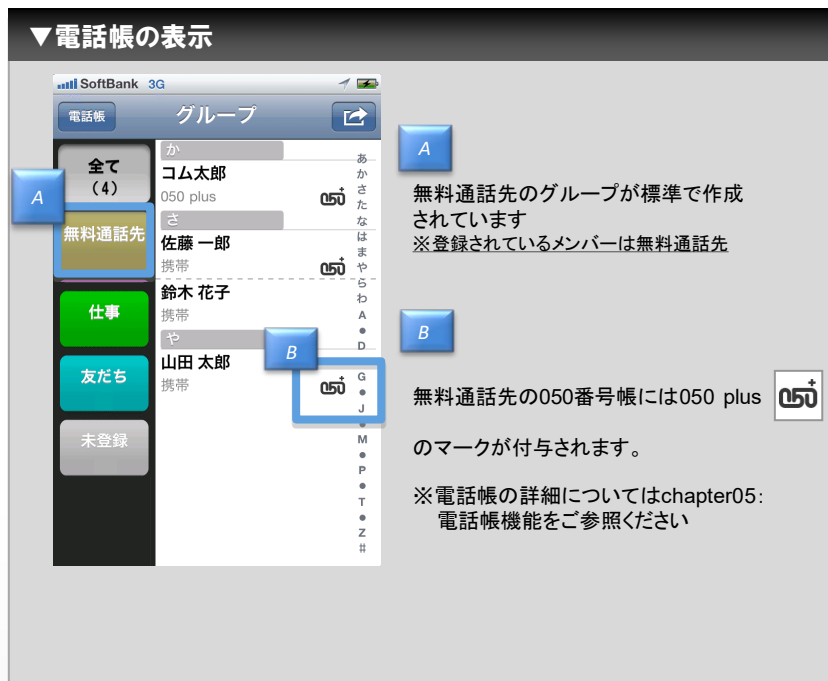 ▼電話帳の表示
SoftBank 3G
電話帳
グループ
全て
(4)
無料通話先
仕事
友だち
未登録
か
コム太郎
050 plus
050+
さ
佐藤 一郎
携帯
050+
鈴木 花子
携帯
や
山田 太郎
携帯
050+
あ
か
さ
た
な
は
ま
や
ら
わ
A
●
D
G
●
J
●
M
●
P
●
T
●
Z
#
A
B
A
無料通話先のグループが標準で作成
されています
※登録されているメンバーは無料通話先
B
無料通話先の050番号帳には050 plus 050+
のマークが付与されます。
※電話帳の詳細についてはchapter05：
電話帳機能をご参照ください